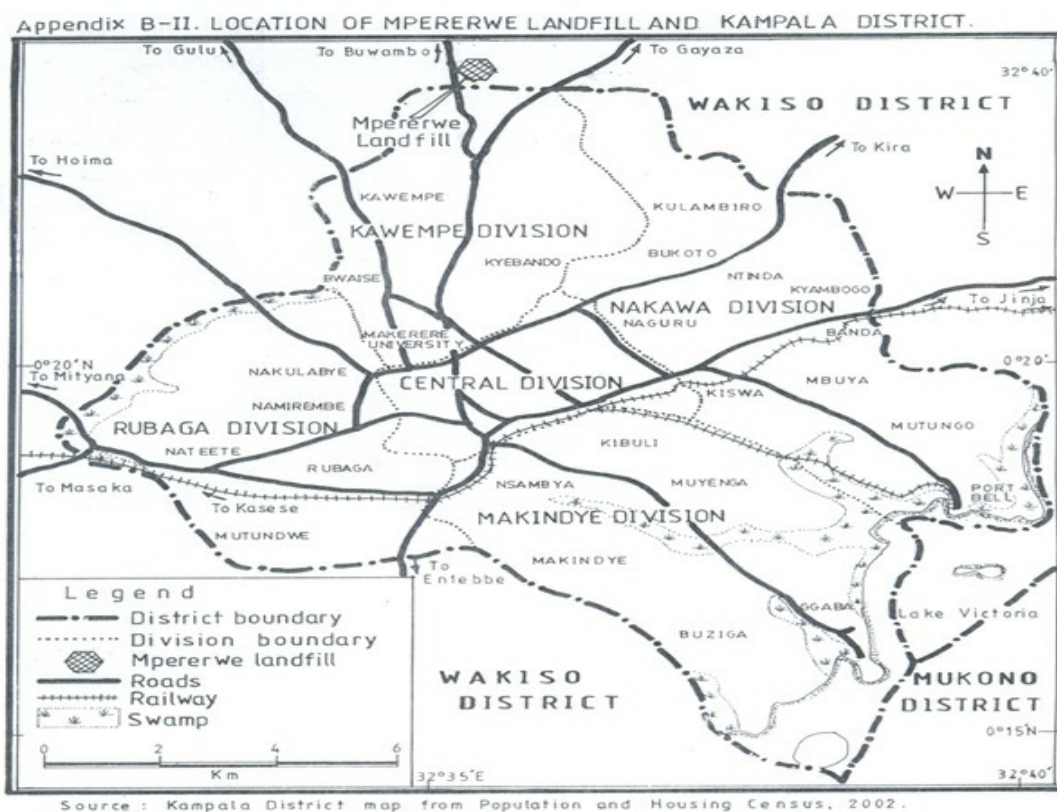 Appendix B-II. LOCATION OF MPERERWE LANDFILL AND KAMPALA DISTRICT.
To Gulu
To Buwambo
To Gayaza
32°40'
WAKISO DISTRICT
Mpererwe
Landfill
To Hoima
To Kira
N
W E
S
KAWEMPE
KULAMBIRO
KAWEMPE DIVISION
BUKOTO
KYEBANDO
BWAISE
NTINDA
KYAMBOGO
To Jinja
NAKAWA DIVISION
NAGURU
BANDA
MAKERERE
UNIVERSITY
0°20'N
0°20'
To Mityana
NAKULABYE
CENTRAL DIVISION
MBUYA
KISWA
NAMIREMBE
MUTUNGO
RUBAGA DIVISION
KIBULI
NATEETE
RUBAGA
NSAMBYA
MUYENGA
PORT
BELL
To Masaka
To Kasese
MAKINDYE DIVISION
MUTUNDWE
MAKINDYE
To
Entebbe
GGABA
Lake Victoria
BUZIGA
Legend
District boundary
Division boundary
Mpererwe landfill
Roads
Railway
Swamp
WAKISO
DISTRICT
MUKONO
DISTRICT
0°15'N
0 2 4 6
Km
32°35'E
32°40'
Source : Kampala District map from Population and Housing Census, 2002.